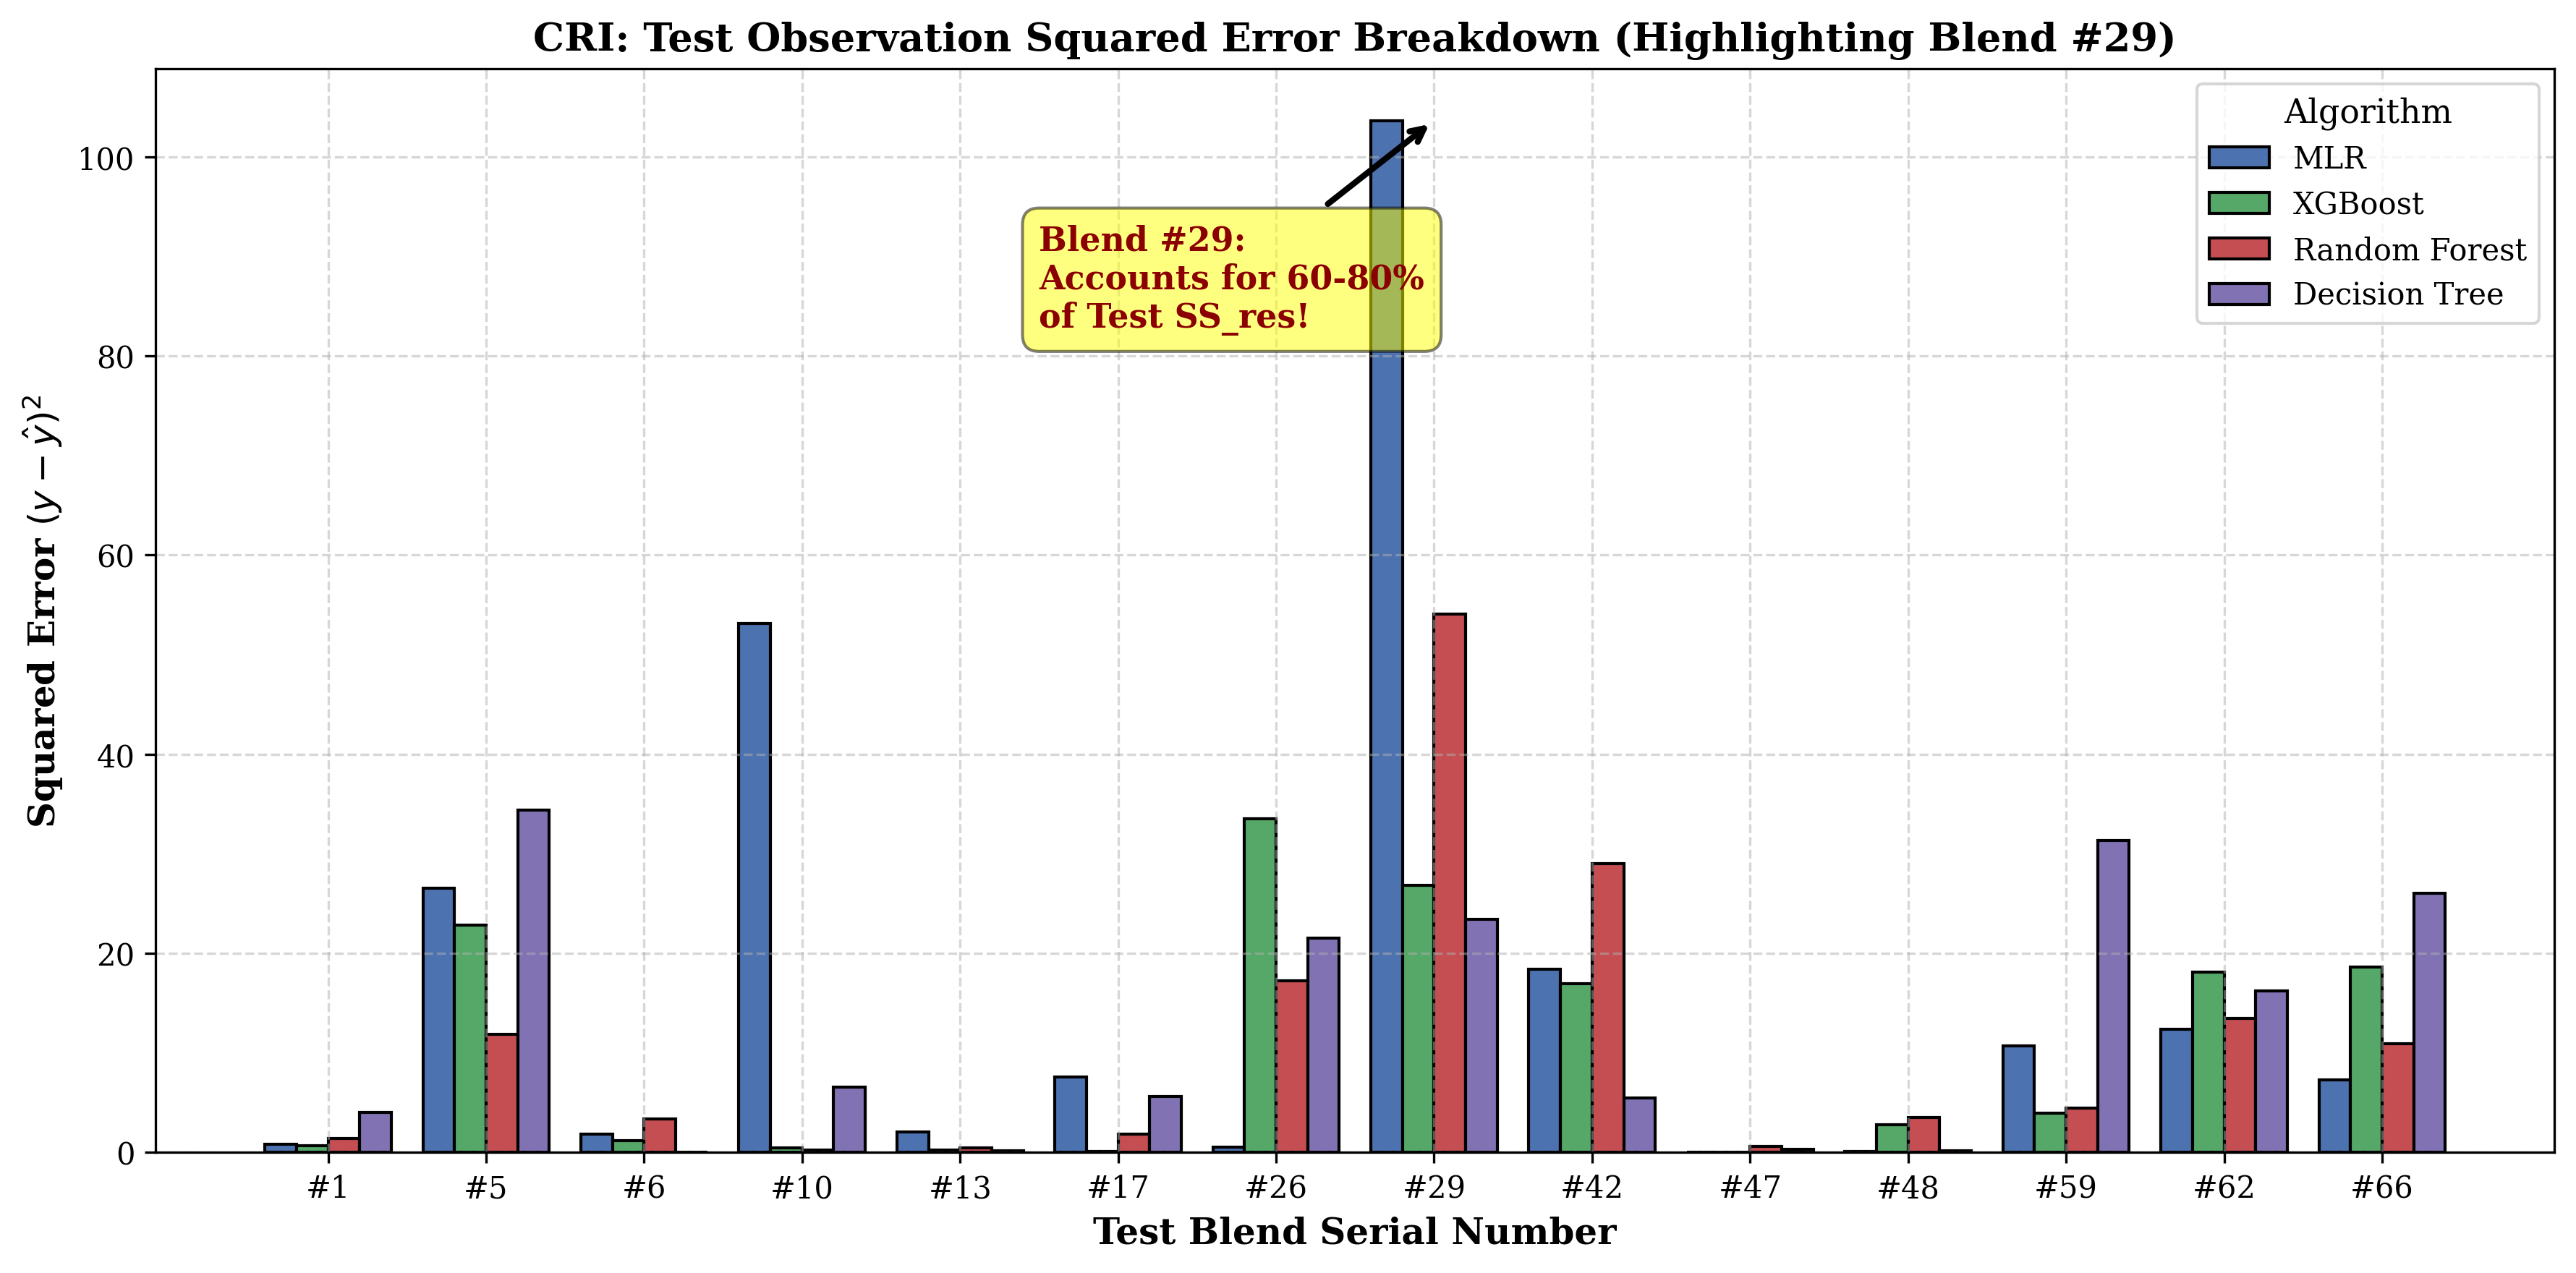 CRI: Test Observation Squared Error Breakdown (Highlighting Blend #29)
Squared Error (y − ŷ)²
100
80
60
40
20
0
Blend #29:
Accounts for 60-80%
of Test SS_res!
Algorithm
MLR
XGBoost
Random Forest
Decision Tree
#1 #5 #6 #10 #13 #17 #26 #29 #42 #47 #48 #59 #62 #66
Test Blend Serial Number